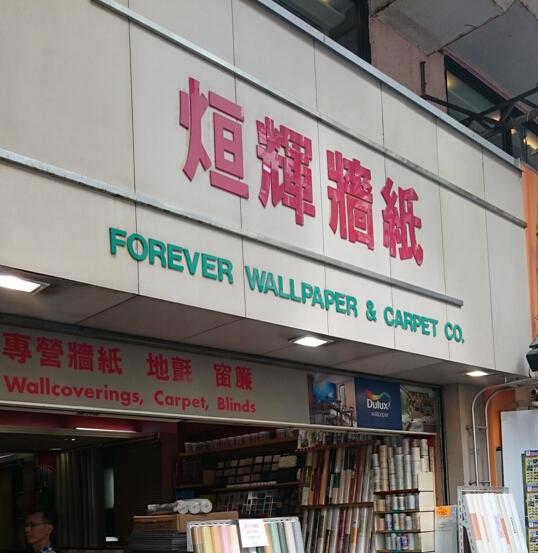 烜輝牆紙
FOREVER WALLPAPER & CARPET CO.
專營牆紙 地氈 窗簾
Wallcoverings, Carpet, Blinds
Dulux
wallpaper